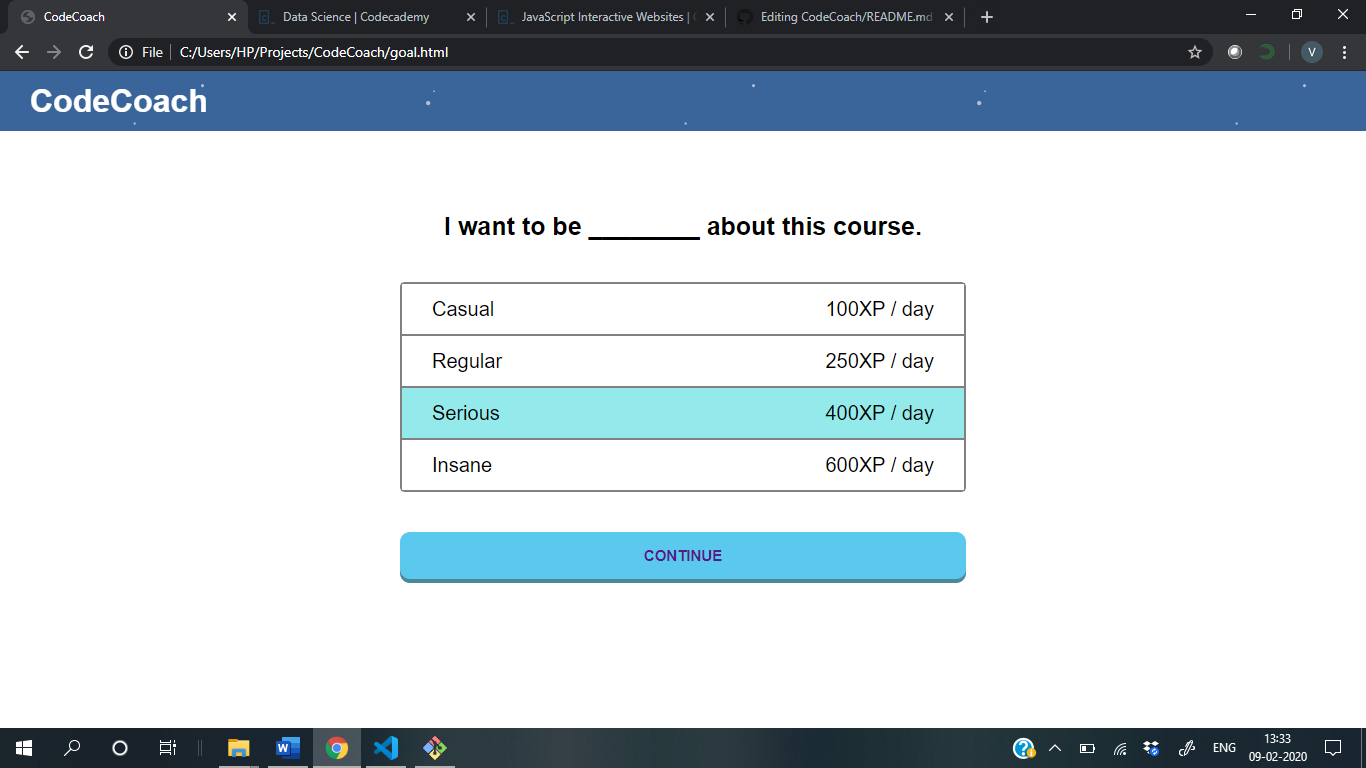 CodeCoach
Data Science | Codecademy
JavaScript Interactive Websites |
Editing CodeCoach/README.md
File
C:/Users/HP/Projects/CodeCoach/goal.html
V
CodeCoach
I want to be ________ about this course.
Casual 100XP / day
Regular 250XP / day
Serious 400XP / day
Insane 600XP / day
CONTINUE
ENG
13:33
09-02-2020